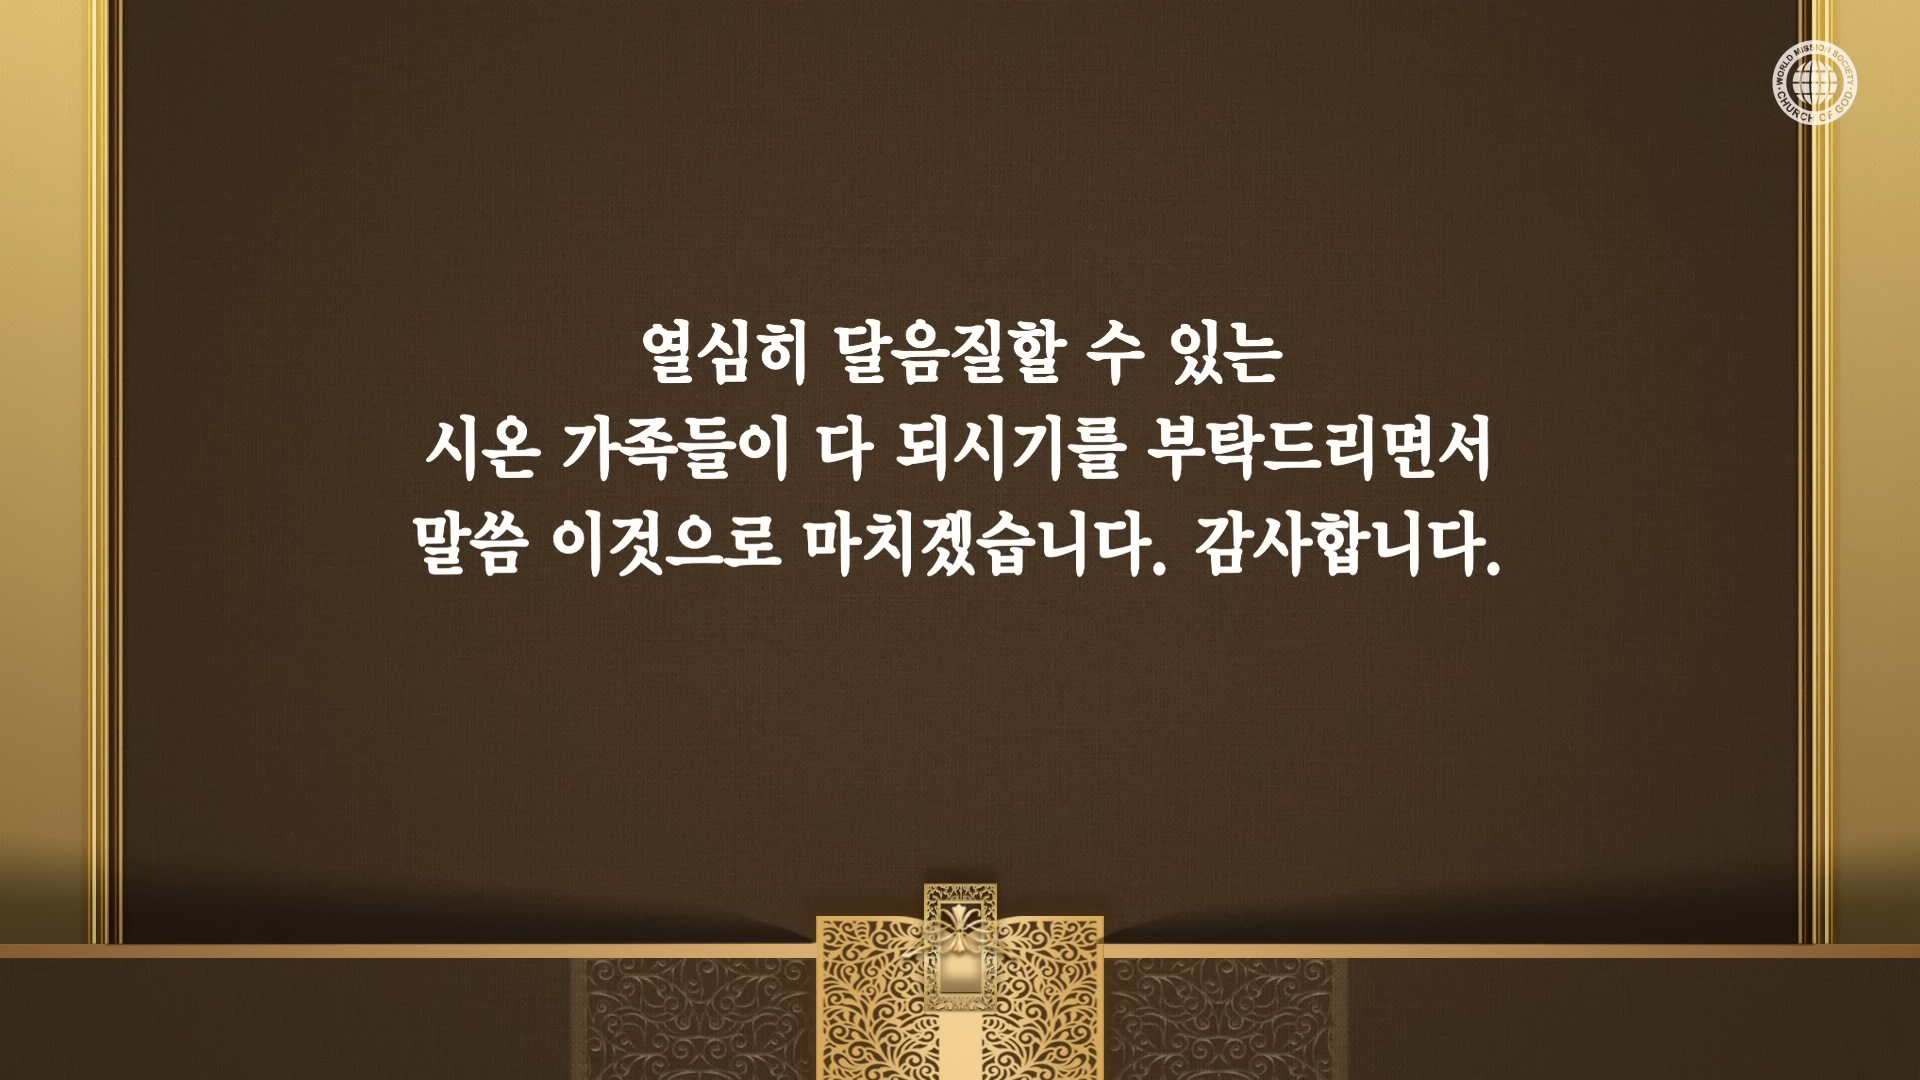 열심히 달음질할 수 있는
시온 가족들이 다 되시기를 부탁드리면서
말씀 이것으로 마치겠습니다. 감사합니다.
WORLD MISSION SOCIETY
CHURCH OF GOD